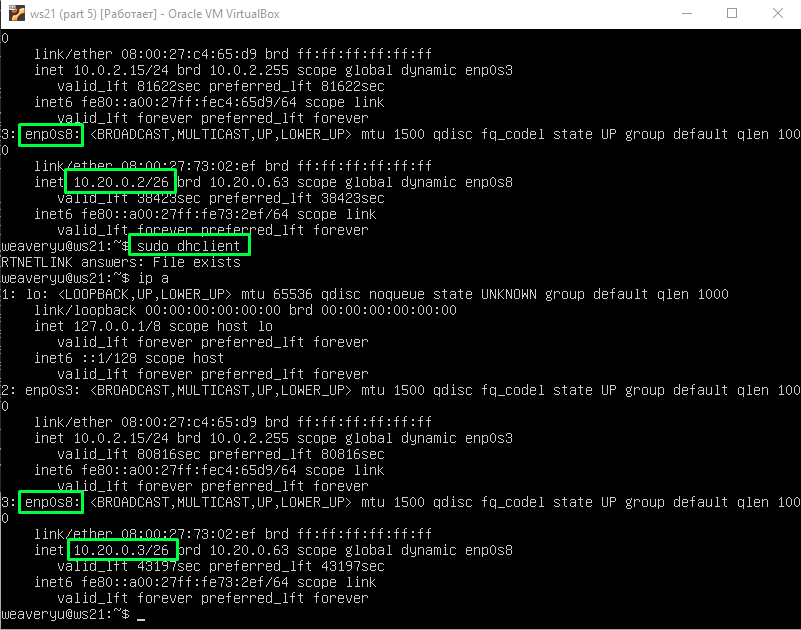 ws21 (part 5) [Работает] - Oracle VM VirtualBox
0
link/ether 08:00:27:c4:65:d9 brd ff:ff:ff:ff:ff:ff
inet 10.0.2.15/24 brd 10.0.2.255 scope global dynamic enp0s3
valid_lft 81622sec preferred_lft 81622sec
inet6 fe80::a00:27ff:fec4:65d9/64 scope link
valid_lft forever preferred_lft forever
3: enp0s8: <BROADCAST,MULTICAST,UP,LOWER_UP> mtu 1500 qdisc fq_codel state UP group default qlen 100
0
link/ether 08:00:27:73:02:ef brd ff:ff:ff:ff:ff:ff
inet 10.20.0.2/26 brd 10.20.0.63 scope global dynamic enp0s8
valid_lft 38423sec preferred_lft 38423sec
inet6 fe80::a00:27ff:fe73:2ef/64 scope link
valid_lft forever preferred_lft forever
weaveryu@ws21:~$ sudo dhclient
RTNETLINK answers: File exists
weaveryu@ws21:~$ ip a
1: lo: <LOOPBACK,UP,LOWER_UP> mtu 65536 qdisc noqueue state UNKNOWN group default qlen 1000
link/loopback 00:00:00:00:00:00 brd 00:00:00:00:00:00
inet 127.0.0.1/8 scope host lo
valid_lft forever preferred_lft forever
inet6 ::1/128 scope host
valid_lft forever preferred_lft forever
2: enp0s3: <BROADCAST,MULTICAST,UP,LOWER_UP> mtu 1500 qdisc fq_codel state UP group default qlen 100
0
link/ether 08:00:27:c4:65:d9 brd ff:ff:ff:ff:ff:ff
inet 10.0.2.15/24 brd 10.0.2.255 scope global dynamic enp0s3
valid_lft 80816sec preferred_lft 80816sec
inet6 fe80::a00:27ff:fec4:65d9/64 scope link
valid_lft forever preferred_lft forever
3: enp0s8: <BROADCAST,MULTICAST,UP,LOWER_UP> mtu 1500 qdisc fq_codel state UP group default qlen 100
0
link/ether 08:00:27:73:02:ef brd ff:ff:ff:ff:ff:ff
inet 10.20.0.3/26 brd 10.20.0.63 scope global dynamic enp0s8
valid_lft 43197sec preferred_lft 43197sec
inet6 fe80::a00:27ff:fe73:2ef/64 scope link
valid_lft forever preferred_lft forever
weaveryu@ws21:~$ _